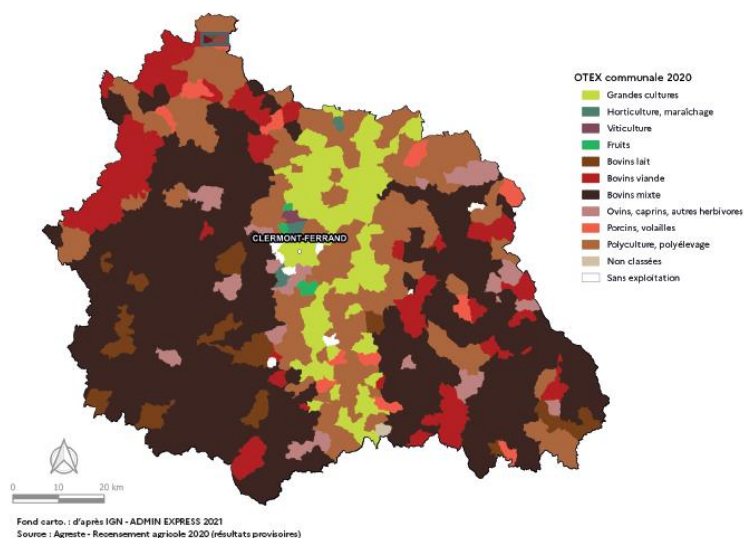 OTEX communale 2020
Grandes cultures
Horticulture, maraîchage
Viticulture
Fruits
Bovins lait
Bovins viande
Bovins mixte
Ovins, caprins, autres herbivores
Porcins, volailles
Polyculture, polyélevage
Non classées
Sans exploitation
CLERMONT-FERRAND
0 10 20 km
Fond carto. : d'après IGN - ADMIN EXPRESS 2021
Source : Agreste - Recensement agricole 2020 (résultats provisoires)